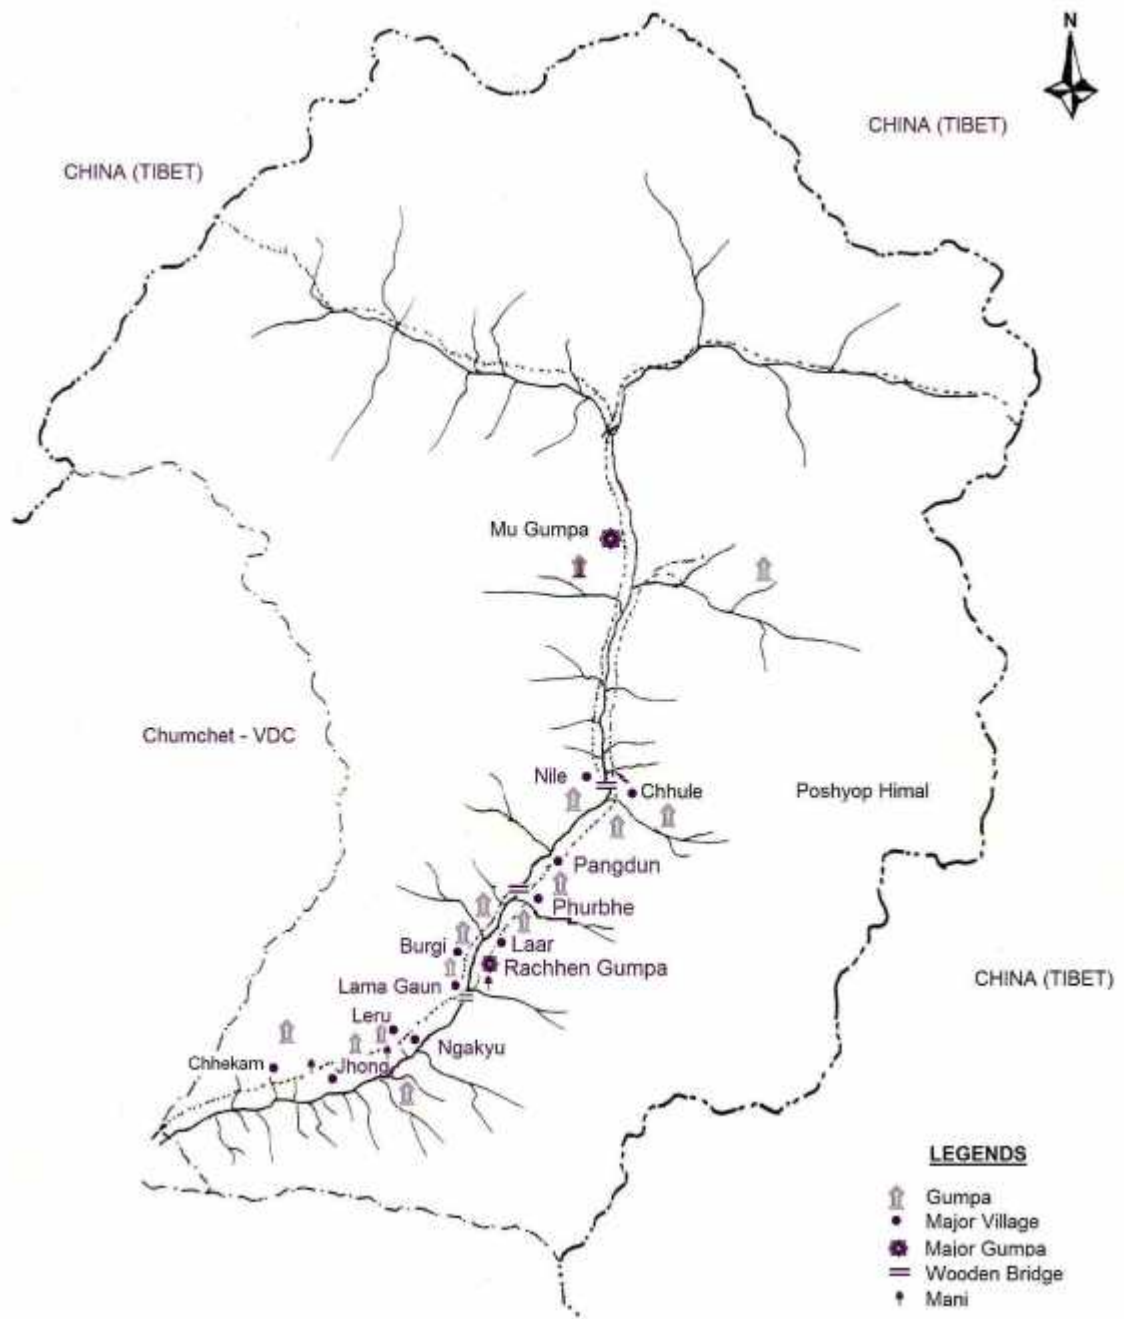 N
CHINA (TIBET)
CHINA (TIBET)
Mu Gumpa
Chumchet - VDC
Nile
Chhule
Poshyop Himal
Pangdun
Phurbhe
Burgi
Laar
Rachhen Gumpa
Lama Gaun
CHINA (TIBET)
Leru
Ngakyu
Chhekam
Jhong
LEGENDS
Gumpa
Major Village
Major Gumpa
Wooden Bridge
Mani